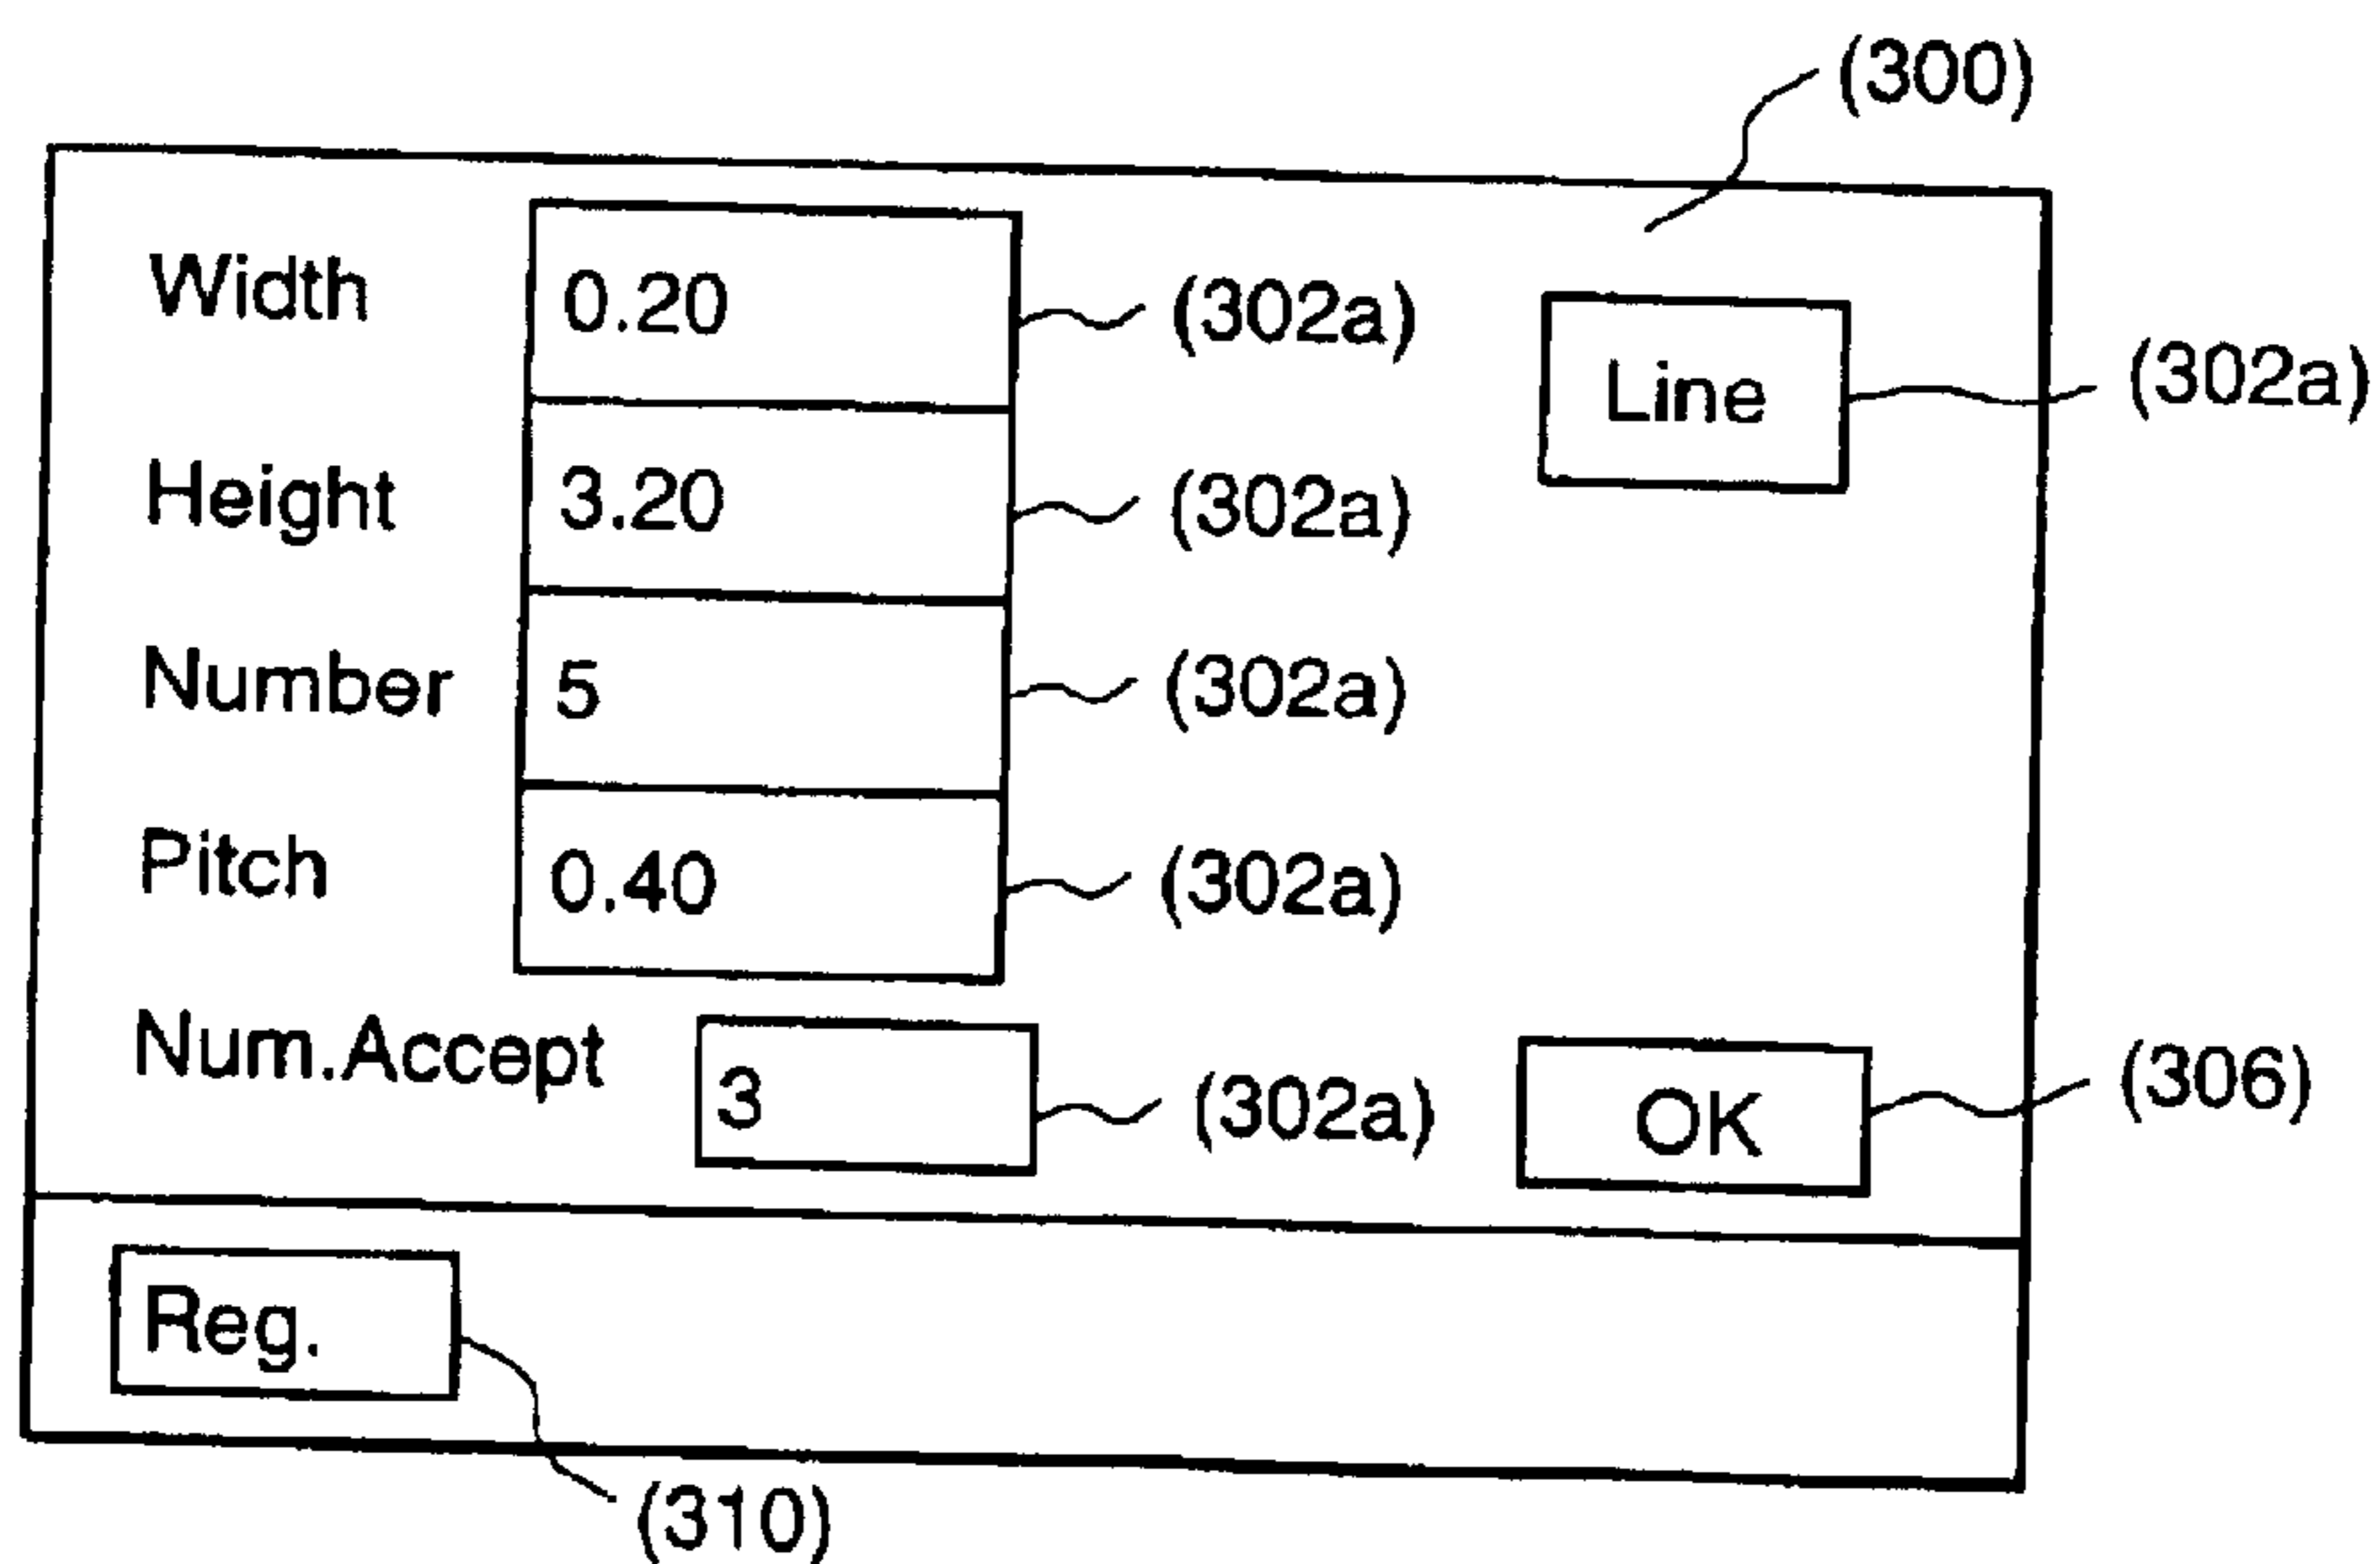 (300)
Width 0.20 (302a)
Line (302a)
Height 3.20 (302a)
Number 5 (302a)
Pitch 0.40 (302a)
Num.Accept 3 (302a)
OK (306)
Reg.
(310)